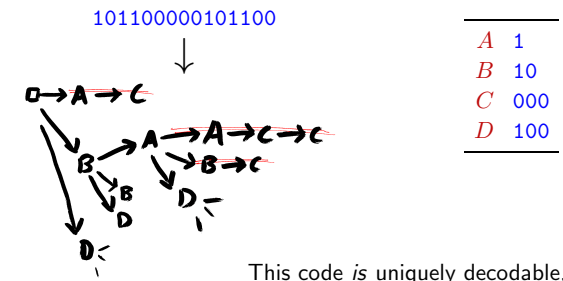 101100000101100
A 1
B 10
C 000
D 100
A C
A A C C
B B C
B D
D
D
This code is uniquely decodable.